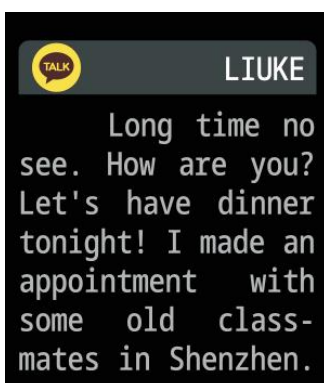 TALK
LIUKE
Long time no
see. How are you?
Let's have dinner
tonight! I made an
appointment with
some old class-
mates in Shenzhen.